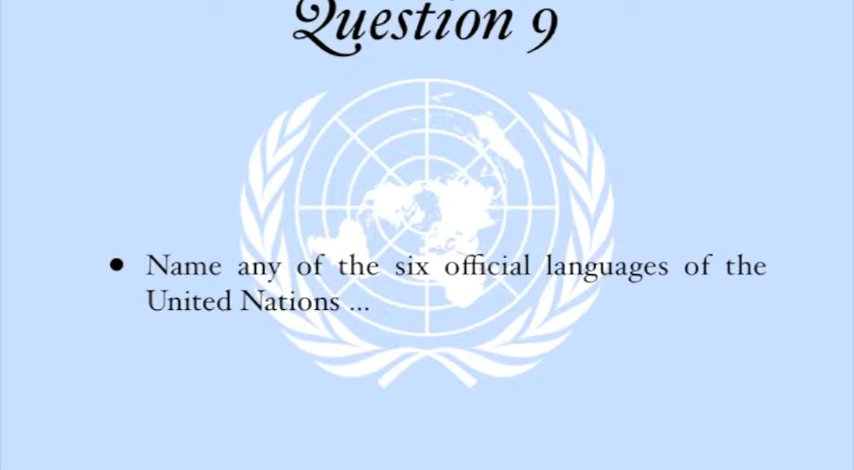 Question 9
• Name any of the six official languages of the
United Nations ...